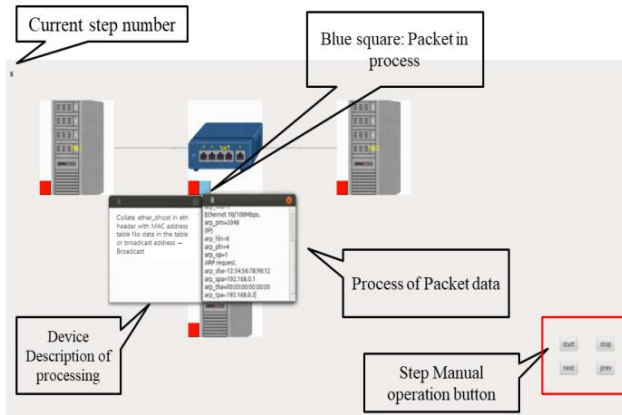 Current step number
Blue square: Packet in
process
8
8
Collate ether_dhost in eth
header with MAC address
table No data in the table
or broadcast address —
Broadcast
8
Ethernet 10/100Mbps.
arp_pro=2048
(IP)
arp_hln=6
arp_pln=4
arp_op=1
ARP request.
arp_sha=12:34:56:78:90:12
arp_spa=192.168.0.1
arp_tha=00:00:00:00:00:00
arp_tpa=192.168.0.2
Process of Packet data
Device
Description of
processing
start stop
next prev
Step Manual
operation button